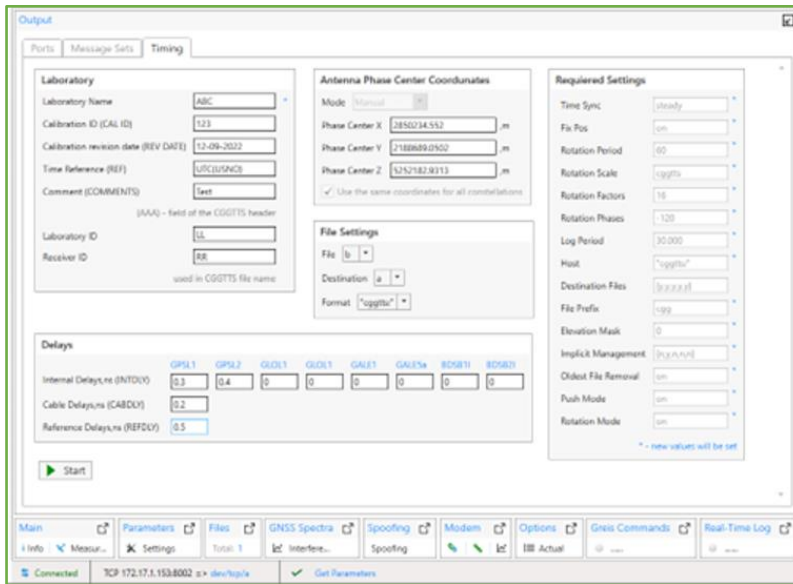 Output
Ports Message Sets Timing
Laboratory
Laboratory Name ABC *
Calibration ID (CAL ID) 123
Calibration revision date (REV DATE) 12-09-2022
Time Reference (REF) UTC(USNO)
Comment (COMMENTS) Test
(AAA) - field of the CGGTTS header
Laboratory ID LL
Receiver ID RR
used in CGGTTS file name
Antenna Phase Center Coordunates
Mode Manual
Phase Center X 2850234.552 ,m
Phase Center Y 2188689.0502 ,m
Phase Center Z 5252182.9313 ,m
Use the same coordinates for all constellations
File Settings
File b
Destination a
Format "cggtts"
Requiered Settings
Time Sync steady *
Fix Pos on *
Rotation Period 60 *
Rotation Scale cggtts *
Rotation Factors 16 *
Rotation Phases -120 *
Log Period 30.000 *
Host "cggtts" *
Destination Files {y,y,y,y,y} *
File Prefix cgg *
Elevation Mask 0 *
Implicit Management {n,y,n,n,n} *
Oldest File Removal on *
Push Mode on *
Rotation Mode on *
* - new values will be set
Delays
GPSL1 GPSL2 GLOL1 GLOL1 GALE1 GALE5a BDSB1I BDSB2I
Internal Delays,ns (INTDLY) 0.3 0.4 0 0 0 0 0 0
Cable Delays,ns (CABDLY) 0.2
Reference Delays,ns (REFDLY) 0.5
Start
Main Parameters Files GNSS Spectra Spoofing Modem Options Greis Commands Real-Time Log
Info Measur... Settings Total: 1 Interfere... Spoofing Actual
Connected TCP 172.17.1.153:8002 => dev/tcp/a Get Parameters